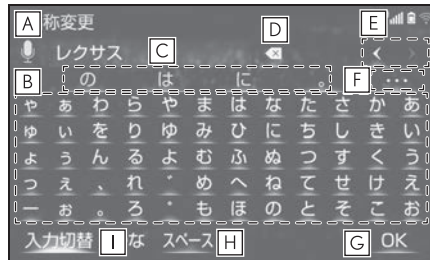 A 称変更 E
レクサス C D < >
B の は に 。 F ...
ゃ ぁ わ ら や ま は な た さ か あ
ゅ ぃ を り ゆ み ひ に ち し き い
ょ ぅ ん る よ む ふ ぬ つ す く う
っ ぇ 、 れ ゛ め へ ね て せ け え
ー ぉ 。 ろ ゜ も ほ の と そ こ お
入力切替 I な スペース H G OK